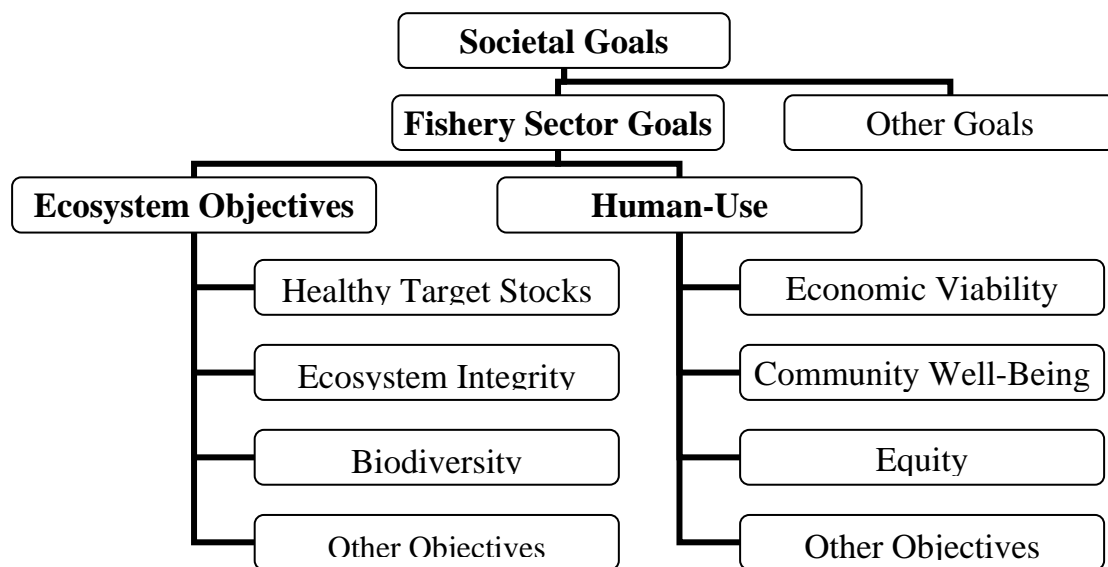 Societal Goals
Fishery Sector Goals
Other Goals
Ecosystem Objectives
Human-Use
Healthy Target Stocks
Economic Viability
Ecosystem Integrity
Community Well-Being
Biodiversity
Equity
Other Objectives
Other Objectives